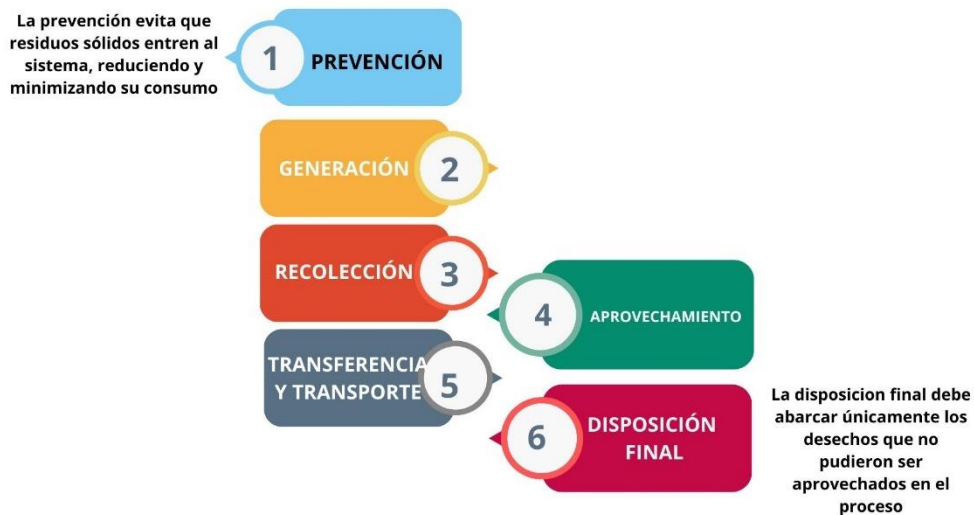 La prevención evita que
residuos sólidos entren al
sistema, reduciendo y
minimizando su consumo
1
PREVENCIÓN
GENERACIÓN
2
RECOLECCIÓN
3
4
APROVECHAMIENTO
TRANSFERENCIA
Y TRANSPORTE
5
6
DISPOSICIÓN
FINAL
La disposicion final debe
abarcar únicamente los
desechos que no
pudieron ser
aprovechados en el
proceso